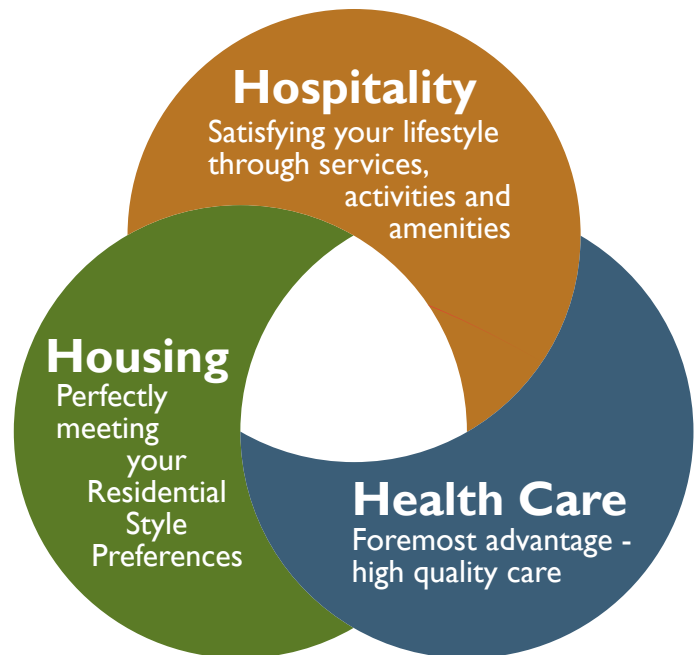 Hospitality
Satisfying your lifestyle
through services,
activities and
amenities
Housing
Perfectly
meeting
your
Residential
Style
Preferences
Health Care
Foremost advantage -
high quality care